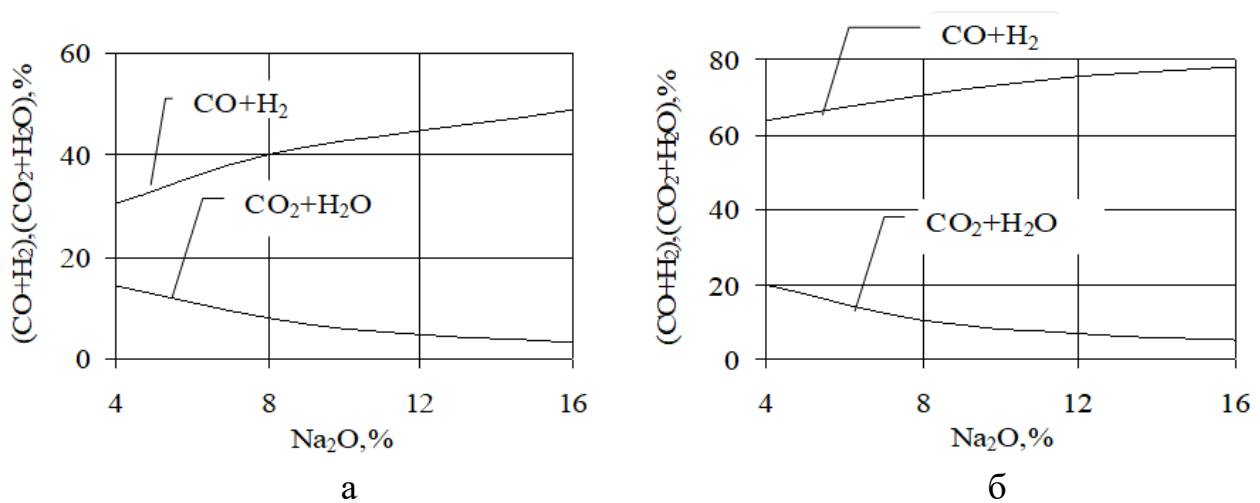 (CO+H2),(CO₂+H₂O),%
60
40
20
0
CO+H₂
CO₂+H₂O
4 8 12 16
Na₂O,%
а
(CO+H₂),(CO₂+H₂O),%
80
60
40
20
0
CO+H₂
CO₂+H₂O
4 8 12 16
Na₂O,%
б